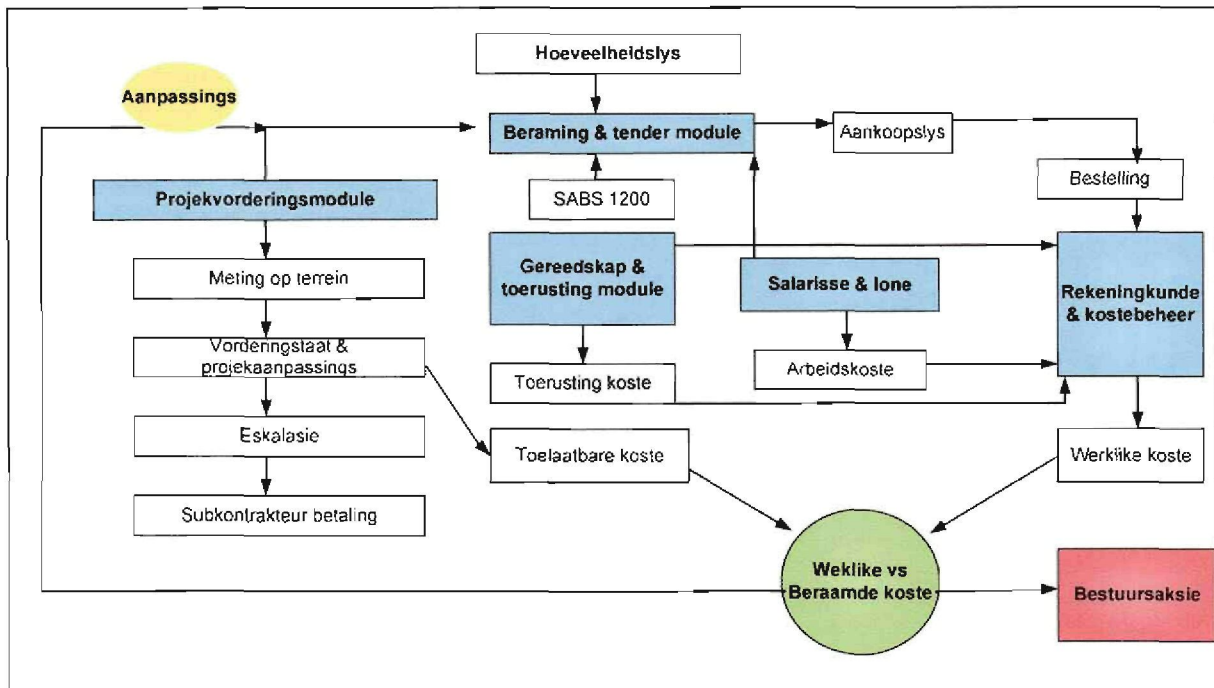 Hoeveelheidslys
Aanpassings
Beraming & tender module
Aankoopslys
Projekvorderingsmodule
SABS 1200
Bestelling
Gereedskap &
toerusting module
Salarisse & lone
Rekeningkunde
& kostebeheer
Meting op terrein
Vorderingstaat &
projekaanpassings
Toerusting koste
Arbeidskoste
Eskalasie
Toelaatbare koste
Werklike koste
Subkontrakteur betaling
Weklike vs
Beraamde koste
Bestuursaksie